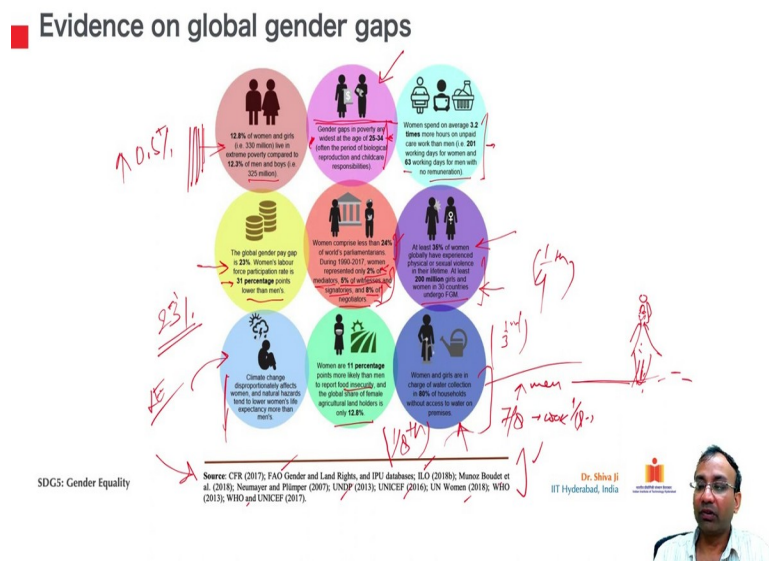 Evidence on global gender gaps
12.8% of women and girls
(i.e. 330 million) live in
extreme poverty compared to
12.3% of men and boys (i.e.
325 million).
Gender gaps in poverty are
widest at the age of 25-34
(often the period of biological
reproduction and childcare
responsibilities).
Women spend on average 3.2
times more hours on unpaid
care work than men (i.e. 201
working days for women and
63 working days for men with
no remuneration).
↑ 0.5%
The global gender pay gap
is 23%. Women's labour
force participation rate is
31 percentage points
lower than men's.
Women comprise less than 24%
of world's parliamentarians.
During 1990-2017, women
represented only 2% of
mediators, 5% of witnesses and
signatories, and 8% of
negotiators.
At least 35% of women
globally have experienced
physical or sexual violence
in their lifetime. At least
200 million girls and
women in 30 countries
undergo FGM.
(1/4 th)
23%
Climate change
disproportionately affects
women, and natural hazards
tend to lower women's life
expectancy more than
men's.
Women are 11 percentage
points more likely than men
to report food insecurity, and
the global share of female
agricultural land holders is
only 12.8%.
Women and girls are in
charge of water collection
in 80% of households
without access to water on
premises
1/3 rd)
LE
↑ men
7/8 →
(1/8th)
Source: CFR (2017); FAO Gender and Land Rights, and IPU databases; ILO (2018b); Munoz Boudet et
al. (2018); Neumayer and Plümper (2007); UNDP (2013); UNICEF (2016); UN Women (2018); WHO
(2013); WHO and UNICEF (2017).
SDG5: Gender Equality
Dr. Shiva Ji
IIT Hyderabad, India